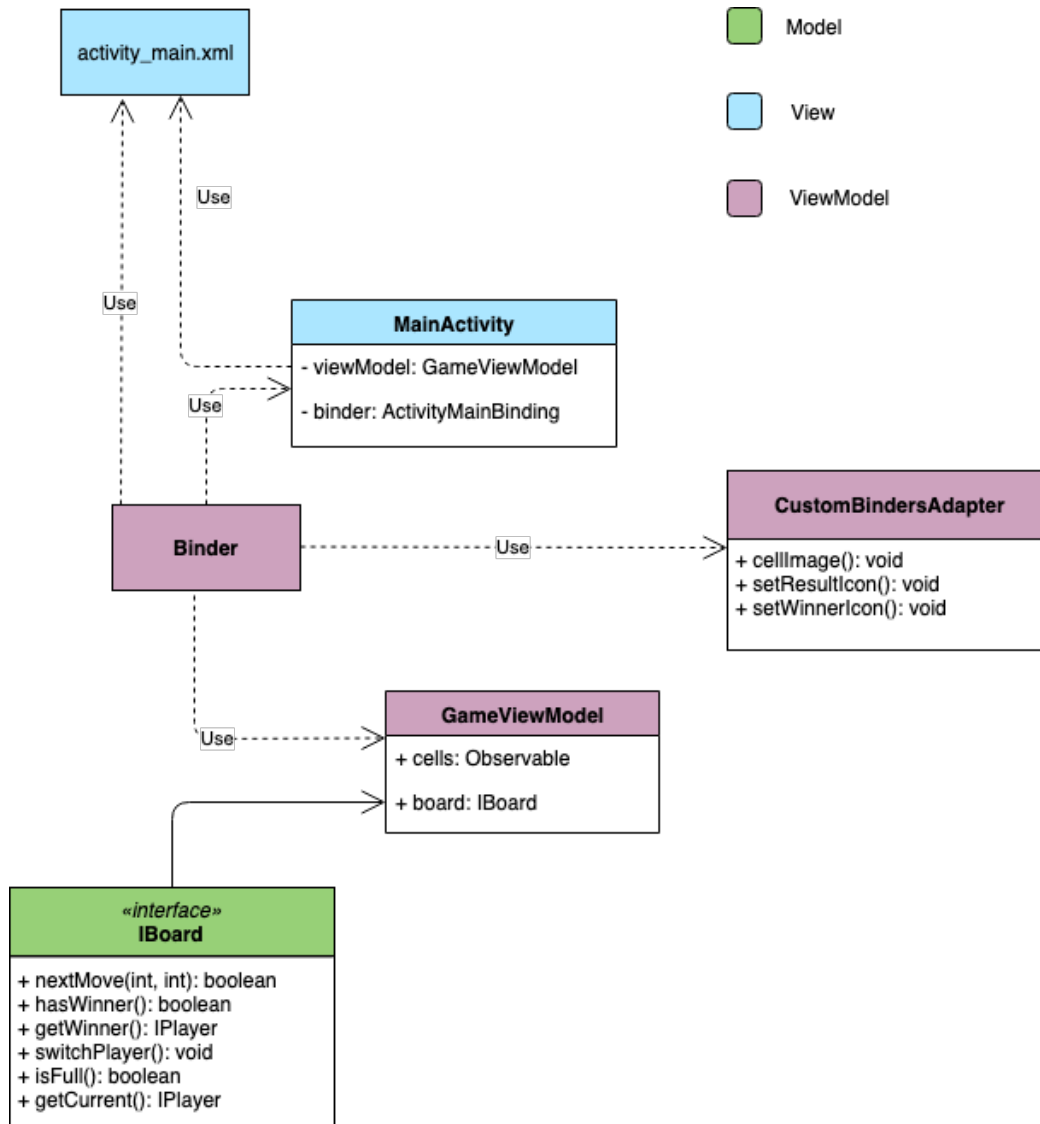 activity_main.xml
Model
View
ViewModel
Use
Use
MainActivity
- viewModel: GameViewModel
- binder: ActivityMainBinding
Use
Binder
Use
CustomBindersAdapter
+ cellImage(): void
+ setResultIcon(): void
+ setWinnerIcon(): void
Use
GameViewModel
+ cells: Observable
+ board: IBoard
«interface»
IBoard
+ nextMove(int, int): boolean
+ hasWinner(): boolean
+ getWinner(): IPlayer
+ switchPlayer(): void
+ isFull(): boolean
+ getCurrent(): IPlayer